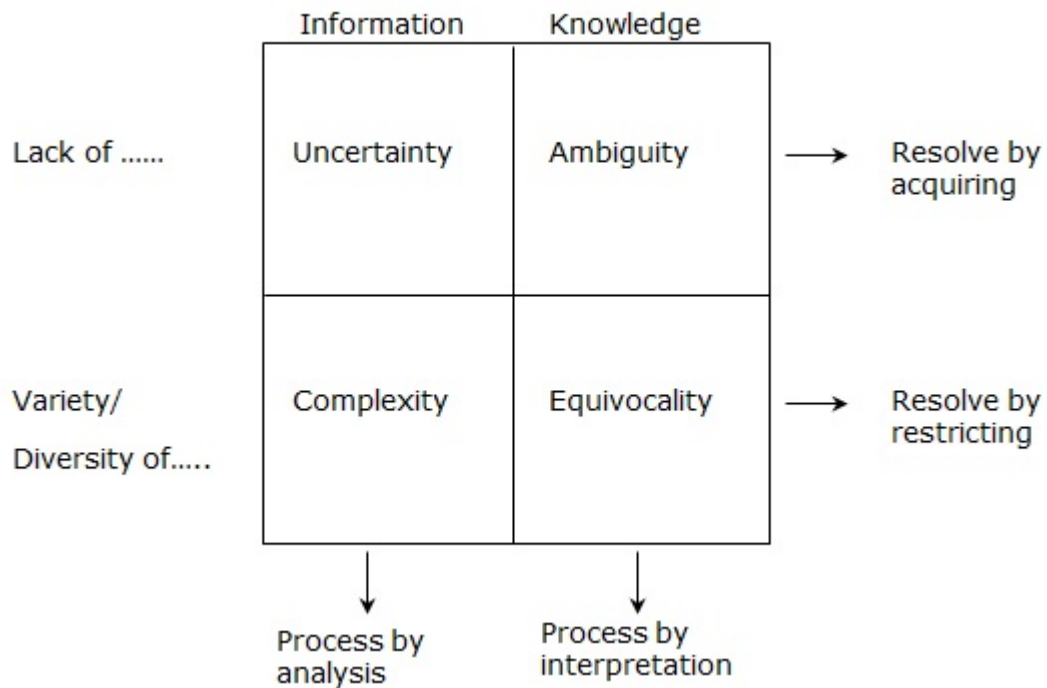 Information Knowledge
Lack of ......
Uncertainty
Ambiguity
Resolve by
acquiring
Variety/
Diversity of.....
Complexity
Equivocality
Resolve by
restricting
Process by
analysis
Process by
interpretation